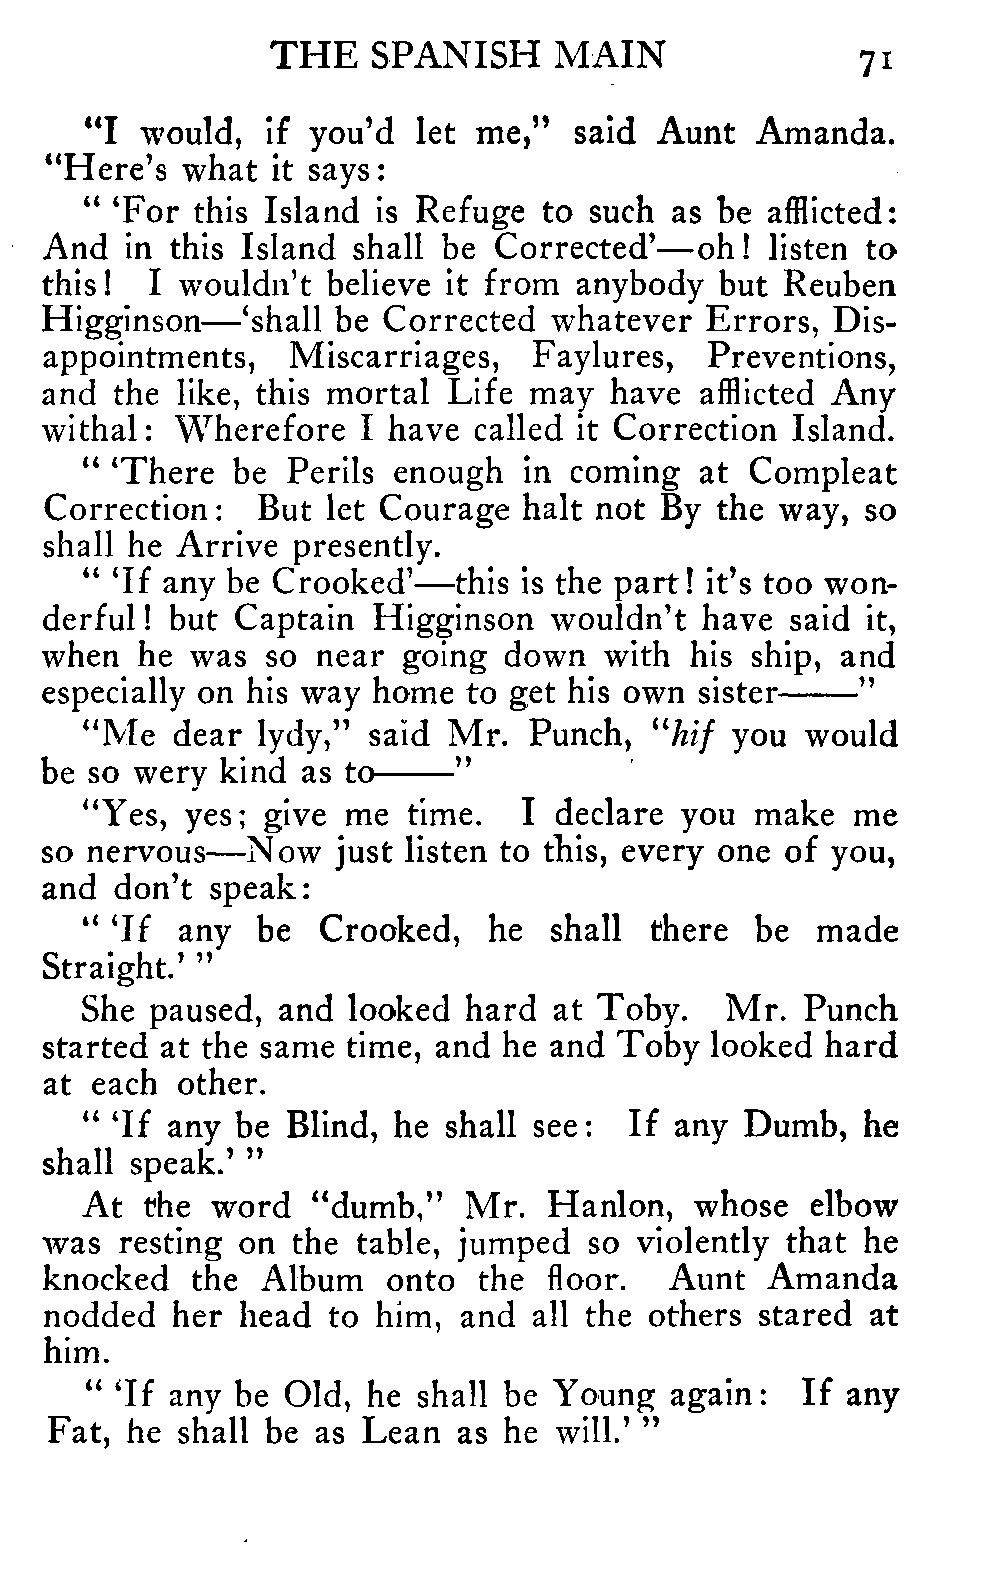 THE SPANISH MAIN 71
“I would, if you’d let me,” said Aunt Amanda.
“Here’s what it says:
“ ‘For this Island is Refuge to such as be afflicted:
And in this Island shall be Corrected’—oh! listen to
this! I wouldn’t believe it from anybody but Reuben
Higginson—‘shall be Corrected whatever Errors, Dis-
appointments, Miscarriages, Faylures, Preventions,
and the like, this mortal Life may have afflicted Any
withal: Wherefore I have called it Correction Island.
“ ‘There be Perils enough in coming at Compleat
Correction: But let Courage halt not By the way, so
shall he Arrive presently.
“ ‘If any be Crooked’—this is the part! it’s too won-
derful! but Captain Higginson wouldn’t have said it,
when he was so near going down with his ship, and
especially on his way home to get his own sister——”
“Me dear lydy,” said Mr. Punch, “hif you would
be so wery kind as to——”
“Yes, yes; give me time. I declare you make me
so nervous—Now just listen to this, every one of you,
and don’t speak:
“ ‘If any be Crooked, he shall there be made
Straight.’ ”
She paused, and looked hard at Toby. Mr. Punch
started at the same time, and he and Toby looked hard
at each other.
“ ‘If any be Blind, he shall see: If any Dumb, he
shall speak.’ ”
At the word “dumb,” Mr. Hanlon, whose elbow
was resting on the table, jumped so violently that he
knocked the Album onto the floor. Aunt Amanda
nodded her head to him, and all the others stared at
him.
“ ‘If any be Old, he shall be Young again: If any
Fat, he shall be as Lean as he will.’ ”